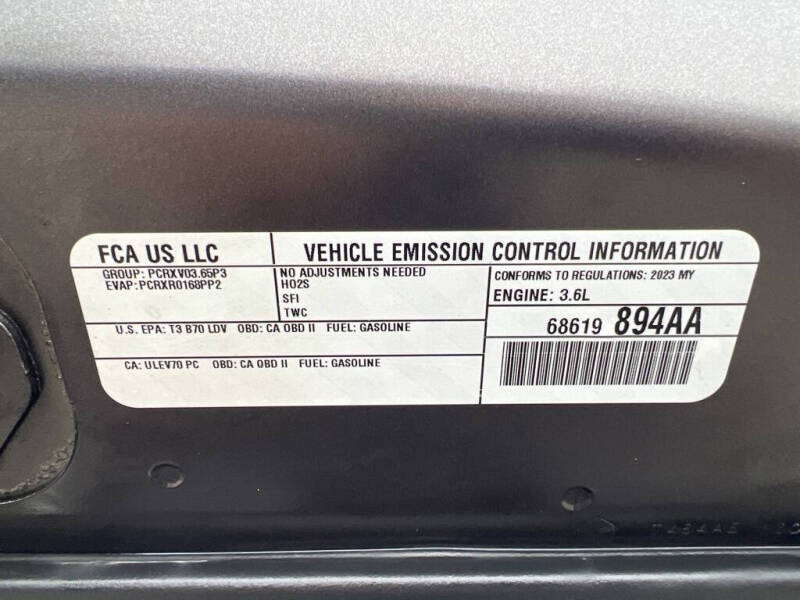 FCA US LLC
VEHICLE EMISSION CONTROL INFORMATION
GROUP: PCRXV03.65P3
EVAP: PCRXR0168PP2
NO ADJUSTMENTS NEEDED
HO2S
SFI
TWC
CONFORMS TO REGULATIONS: 2023 MY
ENGINE: 3.6L
U.S. EPA: T3 B70 LDV OBD: CA OBD II FUEL: GASOLINE
68619 894AA
CA: ULEV70 PC OBD: CA OBD II FUEL: GASOLINE